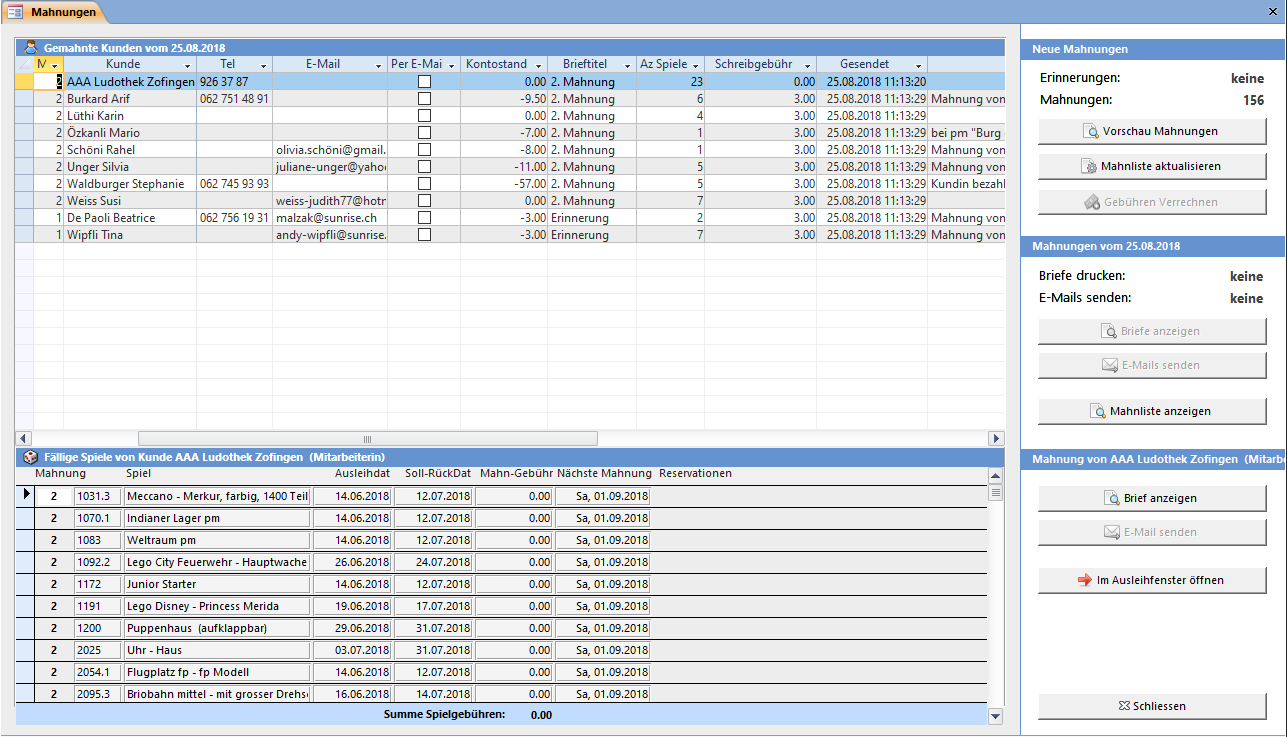 Mahnungen
Gemahnte Kunden vom 25.08.2018
M Kunde Tel E-Mail Per E-Mai Kontostand Brieftitel Az Spiele Schreibgebühr Gesendet
2 AAA Ludothek Zofingen 926 37 87 0.00 2. Mahnung 23 0.00 25.08.2018 11:13:20
2 Burkard Arif 062 751 48 91 -9.50 2. Mahnung 6 3.00 25.08.2018 11:13:29 Mahnung von
2 Lüthi Karin 0.00 2. Mahnung 4 3.00 25.08.2018 11:13:29
2 Özkanli Mario -7.00 2. Mahnung 1 3.00 25.08.2018 11:13:29 bei pm "Burg
2 Schöni Rahel olivia.schöni@gmail. -8.00 2. Mahnung 1 3.00 25.08.2018 11:13:29 Mahnung von
2 Unger Silvia juliane-unger@yaho -11.00 2. Mahnung 5 3.00 25.08.2018 11:13:29 Mahnung von
2 Waldburger Stephanie 062 745 93 93 -57.00 2. Mahnung 5 3.00 25.08.2018 11:13:29 Kundin bezahl
2 Weiss Susi weiss-judith77@hotr 0.00 2. Mahnung 7 3.00 25.08.2018 11:13:29
1 De Paoli Beatrice 062 756 19 31 malzak@sunrise.ch -3.00 Erinnerung 2 3.00 25.08.2018 11:13:29 Mahnung von
1 Wipfli Tina andy-wipfli@sunrise. -3.00 Erinnerung 7 3.00 25.08.2018 11:13:29 Mahnung von
Fällige Spiele von Kunde AAA Ludothek Zofingen (Mitarbeiterin)
Mahnung Spiel Ausleihdat Soll-RückDat Mahn-Gebühr Nächste Mahnung Reservationen
2 1031.3 Meccano - Merkur, farbig, 1400 Teil 14.06.2018 12.07.2018 0.00 Sa, 01.09.2018
2 1070.1 Indianer Lager pm 14.06.2018 12.07.2018 0.00 Sa, 01.09.2018
2 1083 Weltraum pm 14.06.2018 12.07.2018 0.00 Sa, 01.09.2018
2 1092.2 Lego City Feuerwehr - Hauptwache 26.06.2018 24.07.2018 0.00 Sa, 01.09.2018
2 1172 Junior Starter 14.06.2018 12.07.2018 0.00 Sa, 01.09.2018
2 1191 Lego Disney - Princess Merida 19.06.2018 17.07.2018 0.00 Sa, 01.09.2018
2 1200 Puppenhaus (aufklappbar) 29.06.2018 31.07.2018 0.00 Sa, 01.09.2018
2 2025 Uhr - Haus 03.07.2018 31.07.2018 0.00 Sa, 01.09.2018
2 2054.1 Flugplatz fp - fp Modell 14.06.2018 12.07.2018 0.00 Sa, 01.09.2018
2 2095.3 Briobahn mittel - mit grosser Drehs 16.06.2018 14.07.2018 0.00 Sa, 01.09.2018
Summe Spielgebühren: 0.00
Neue Mahnungen
Erinnerungen: keine
Mahnungen: 156
Vorschau Mahnungen
Mahnliste aktualisieren
Gebühren Verrechnen
Mahnungen vom 25.08.2018
Briefe drucken: keine
E-Mails senden: keine
Briefe anzeigen
E-Mails senden
Mahnliste anzeigen
Mahnung von AAA Ludothek Zofingen (Mitarbe
Brief anzeigen
E-Mail senden
Im Ausleihfenster öffnen
Schliessen